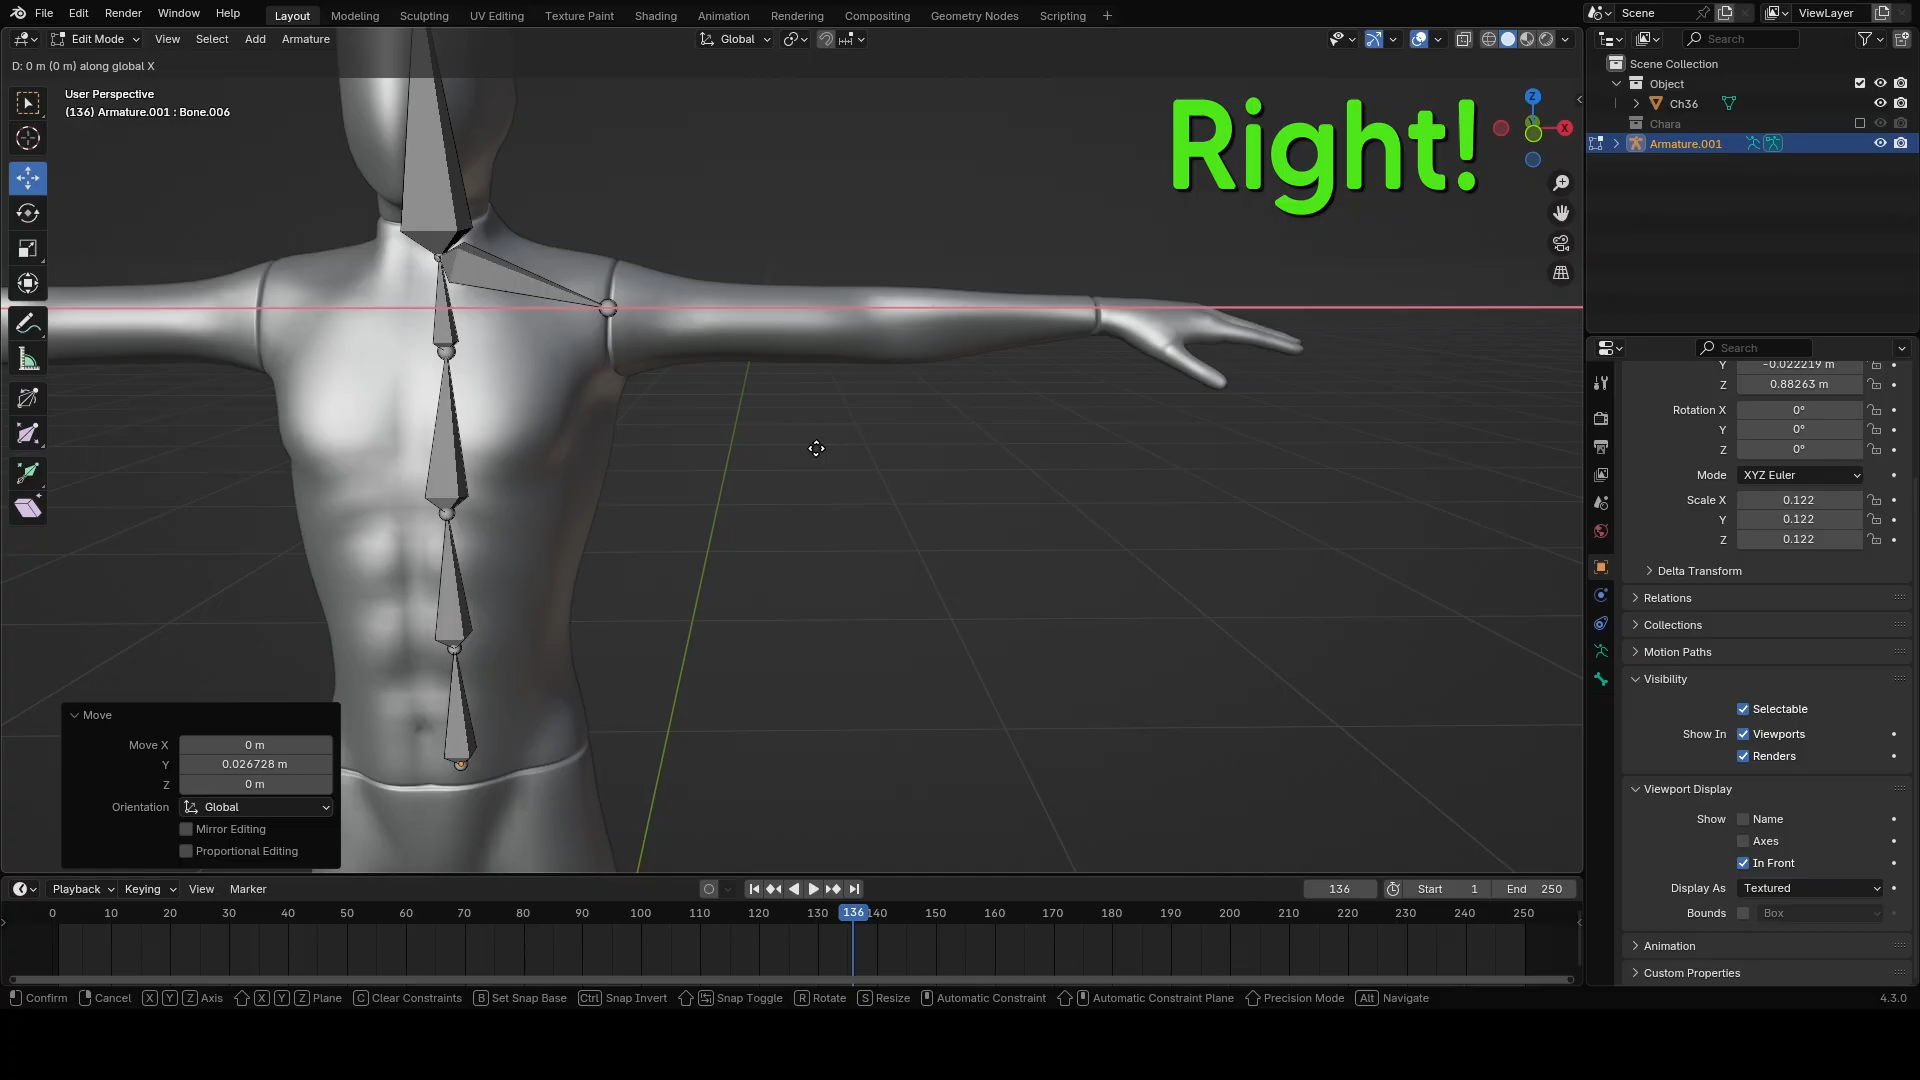 File Edit Render Window Help Layout Modeling Sculpting UV Editing Texture Paint Shading Animation Rendering Compositing Geometry Nodes Scripting + Scene ViewLayer
Edit Mode View Select Add Armature Global Search
D: 0 m (0 m) along global X
User Perspective
(136) Armature.001 : Bone.006
Right!
Z
X
Scene Collection
Object
Ch36
Chara
Armature.001
Search
Y -0.022219 m
Z 0.88263 m
Rotation X 0°
Y 0°
Z 0°
Mode XYZ Euler
Scale X 0.122
Y 0.122
Z 0.122
Delta Transform
Relations
Collections
Motion Paths
Visibility
Selectable
Show In Viewports
Renders
Viewport Display
Show Name
Axes
In Front
Display As Textured
Bounds Box
Animation
Custom Properties
Move
Move X 0 m
Y 0.026728 m
Z 0 m
Orientation Global
Mirror Editing
Proportional Editing
Playback Keying View Marker 136 Start 1 End 250
0 10 20 30 40 50 60 70 80 90 100 110 120 130 136 140 150 160 170 180 190 200 210 220 230 240 250
Confirm Cancel X Y Z Axis X Y Z Plane C Clear Constraints B Set Snap Base Ctrl Snap Invert Snap Toggle R Rotate S Resize Automatic Constraint Automatic Constraint Plane Precision Mode Alt Navigate 4.3.0